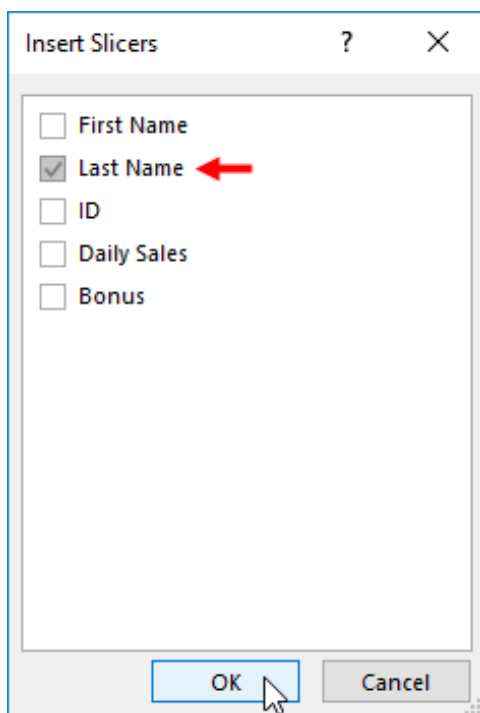 Insert Slicers ?
First Name
Last Name
ID
Daily Sales
Bonus
OK Cancel